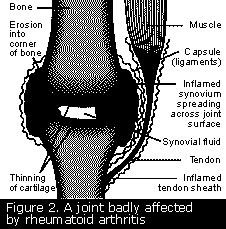 Bone
Erosion
into
corner
of bone
Thinning
of cartilage
Muscle
Capsule
(ligaments)
Inflamed
synovium
spreading
across joint
surface
Synovial fluid
Tendon
Inflamed
tendon sheath
Figure 2. A joint badly affected
by rheumatoid arthritis